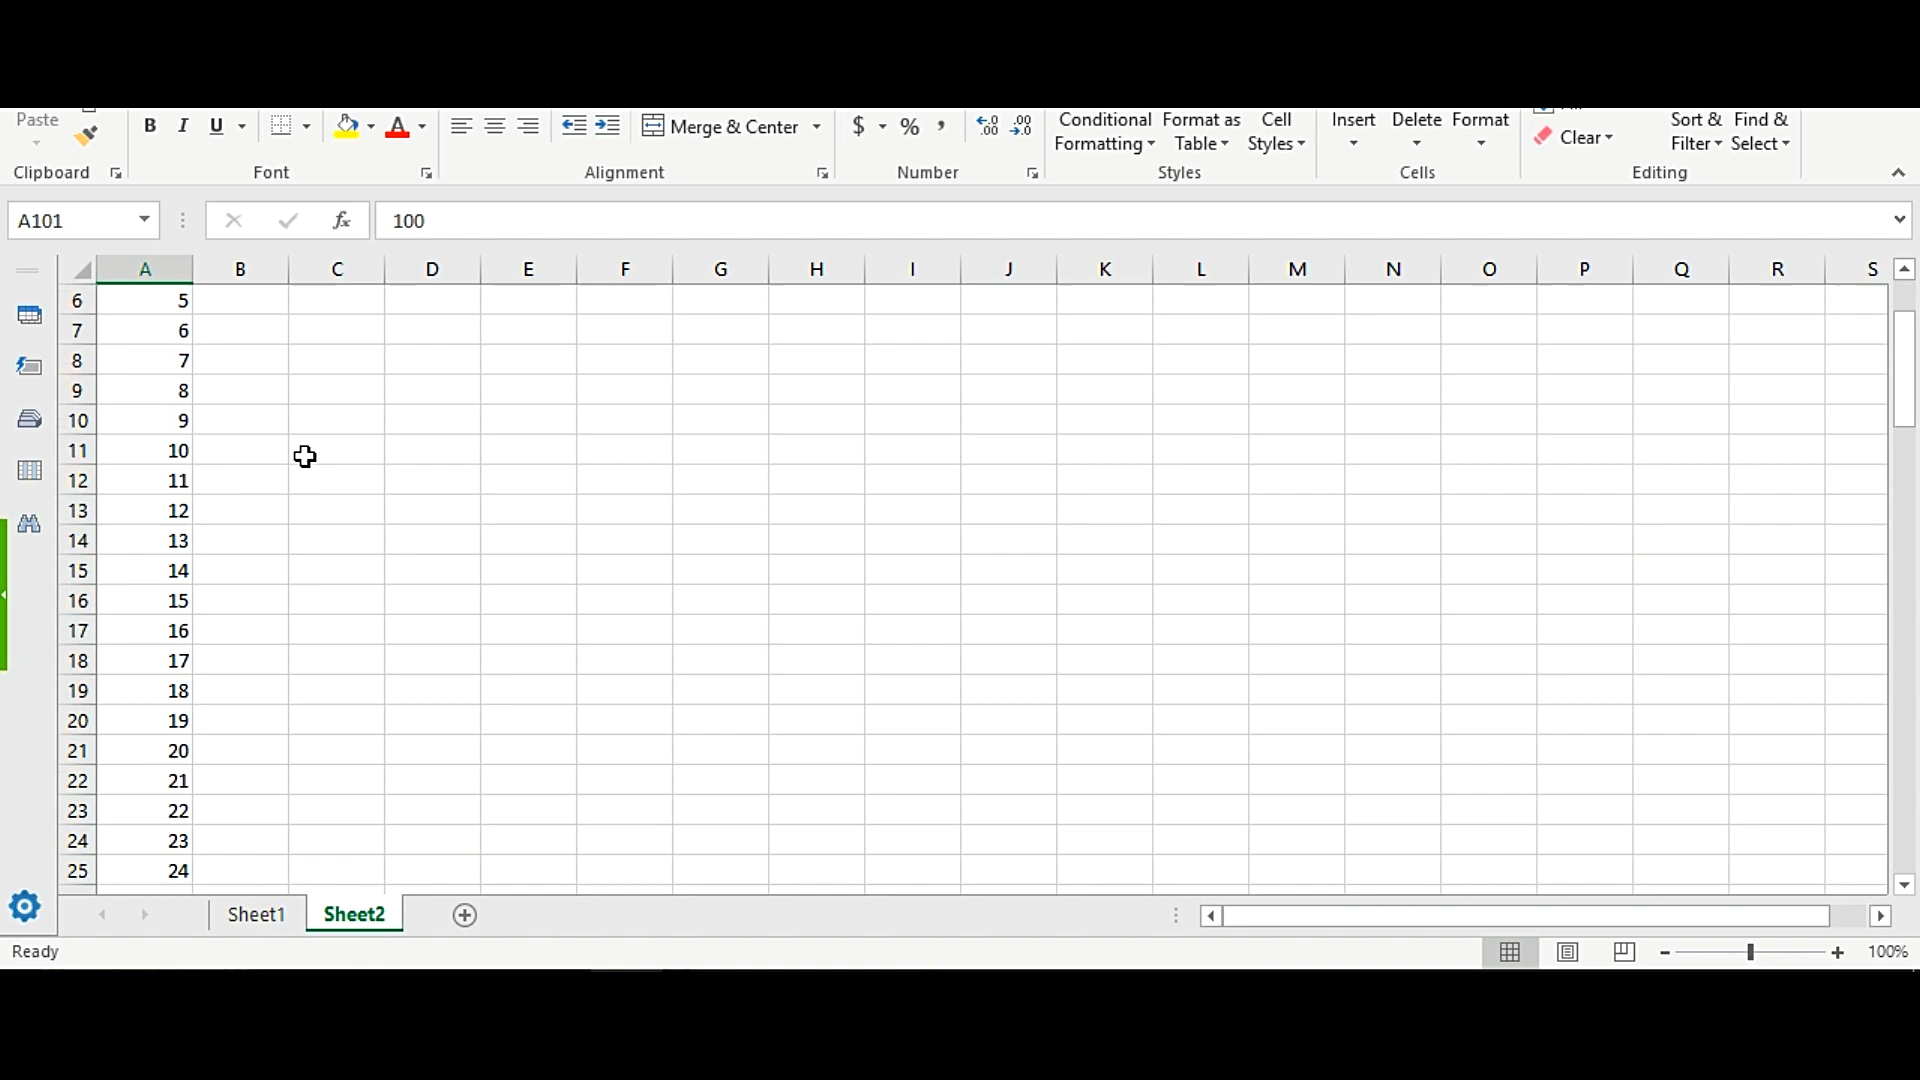 Paste
B I U A
Merge & Center
$ % ,
Conditional Formatting
Format as Table
Cell Styles
Insert
Delete
Format
Clear
Sort & Filter
Find & Select
Clipboard
Font
Alignment
Number
Styles
Cells
Editing
A101
fx
100
A B C D E F G H I J K L M N O P Q R S
6 5
7 6
8 7
9 8
10 9
11 10
12 11
13 12
14 13
15 14
16 15
17 16
18 17
19 18
20 19
21 20
22 21
23 22
24 23
25 24
Sheet1
Sheet2
Ready
100%